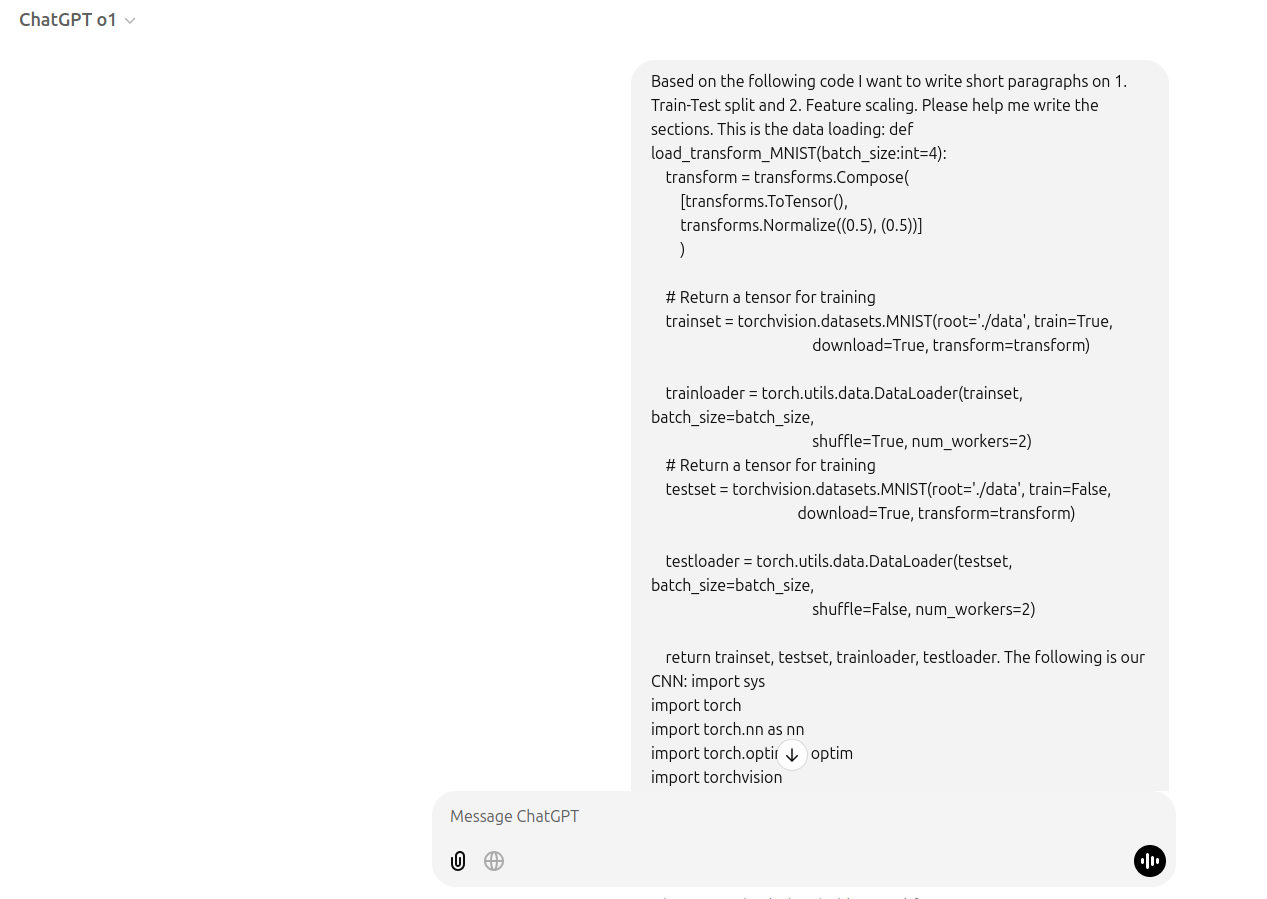 ChatGPT o1
Based on the following code I want to write short paragraphs on 1.
Train-Test split and 2. Feature scaling. Please help me write the
sections. This is the data loading: def
load_transform_MNIST(batch_size:int=4):
    transform = transforms.Compose(
        [transforms.ToTensor(),
        transforms.Normalize((0.5), (0.5))]
        )
    # Return a tensor for training
    trainset = torchvision.datasets.MNIST(root='./data', train=True,
                                            download=True, transform=transform)
    trainloader = torch.utils.data.DataLoader(trainset,
batch_size=batch_size,
                                            shuffle=True, num_workers=2)
    # Return a tensor for training
    testset = torchvision.datasets.MNIST(root='./data', train=False,
                                        download=True, transform=transform)
    testloader = torch.utils.data.DataLoader(testset,
batch_size=batch_size,
                                            shuffle=False, num_workers=2)
    return trainset, testset, trainloader, testloader. The following is our
CNN: import sys
import torch
import torch.nn as nn
import torch.optim optim
import torchvision
Message ChatGPT